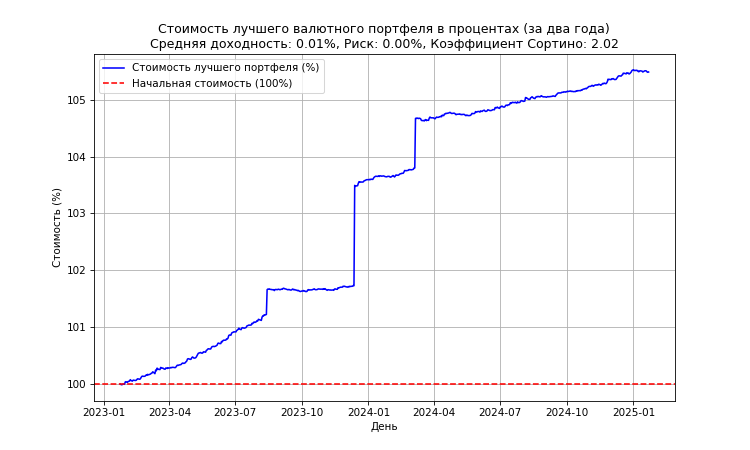 Стоимость лучшего валютного портфеля в процентах (за два года)
Средняя доходность: 0.01%, Риск: 0.00%, Коэффициент Сортино: 2.02
Стоимость лучшего портфеля (%)
Начальная стоимость (100%)
Стоимость (%)
105
104
103
102
101
100
2023-01 2023-04 2023-07 2023-10 2024-01 2024-04 2024-07 2024-10 2025-01
День